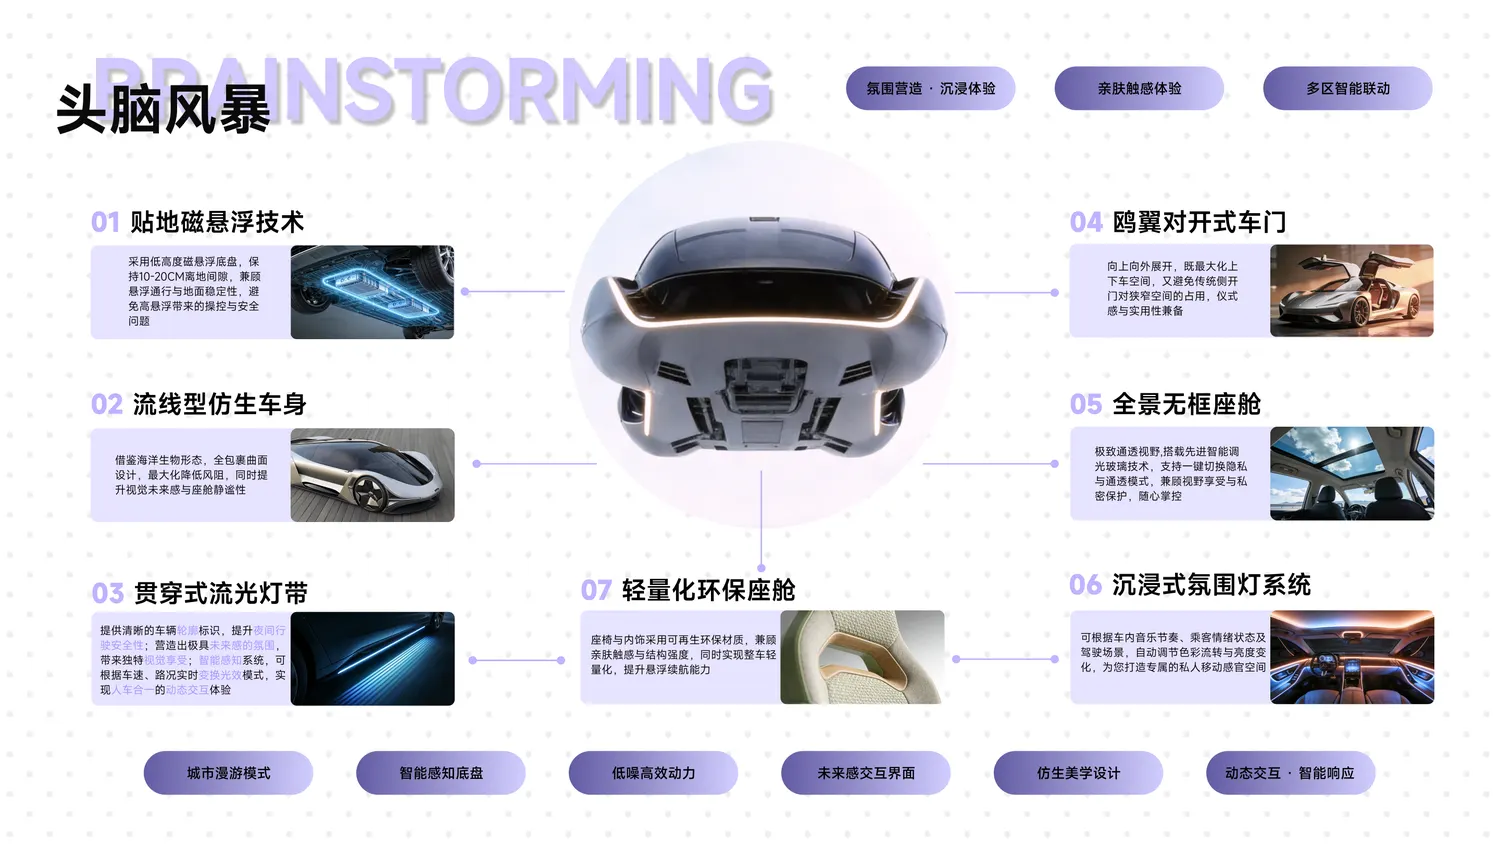 BRAINSTORMING
头脑风暴
氛围营造 · 沉浸体验
亲肤触感体验
多区智能联动
01 贴地磁悬浮技术
采用低高度磁悬浮底盘，保
持10-20CM离地间隙，兼顾
悬浮通行与地面稳定性，避
免高悬浮带来的操控与安全
问题
02 流线型仿生车身
借鉴海洋生物形态，全包裹曲面
设计，最大化降低风阻，同时提
升视觉未来感与座舱静谧性
03 贯穿式流光灯带
提供清晰的车辆轮廓标识，提升夜间行
驶安全性；营造出极具未来感的氛围，
带来独特视觉享受；智能感知系统，可
根据车速、路况实时变换光效模式，实
现人车合一的动态交互体验
04 鸥翼对开式车门
向上向外展开，既最大化上
下车空间，又避免传统侧开
门对狭窄空间的占用，仪式
感与实用性兼备
05 全景无框座舱
极致通透视野,搭载先进智能调
光玻璃技术，支持一键切换隐私
与通透模式，兼顾视野享受与私
密保护，随心掌控
06 沉浸式氛围灯系统
可根据车内音乐节奏、乘客情绪状态及
驾驶场景，自动调节色彩流转与亮度变
化，为您打造专属的私人移动感官空间
07 轻量化环保座舱
座椅与内饰采用可再生环保材质，兼顾
亲肤触感与结构强度，同时实现整车轻
量化，提升悬浮续航能力
城市漫游模式
智能感知底盘
低噪高效动力
未来感交互界面
仿生美学设计
动态交互 · 智能响应